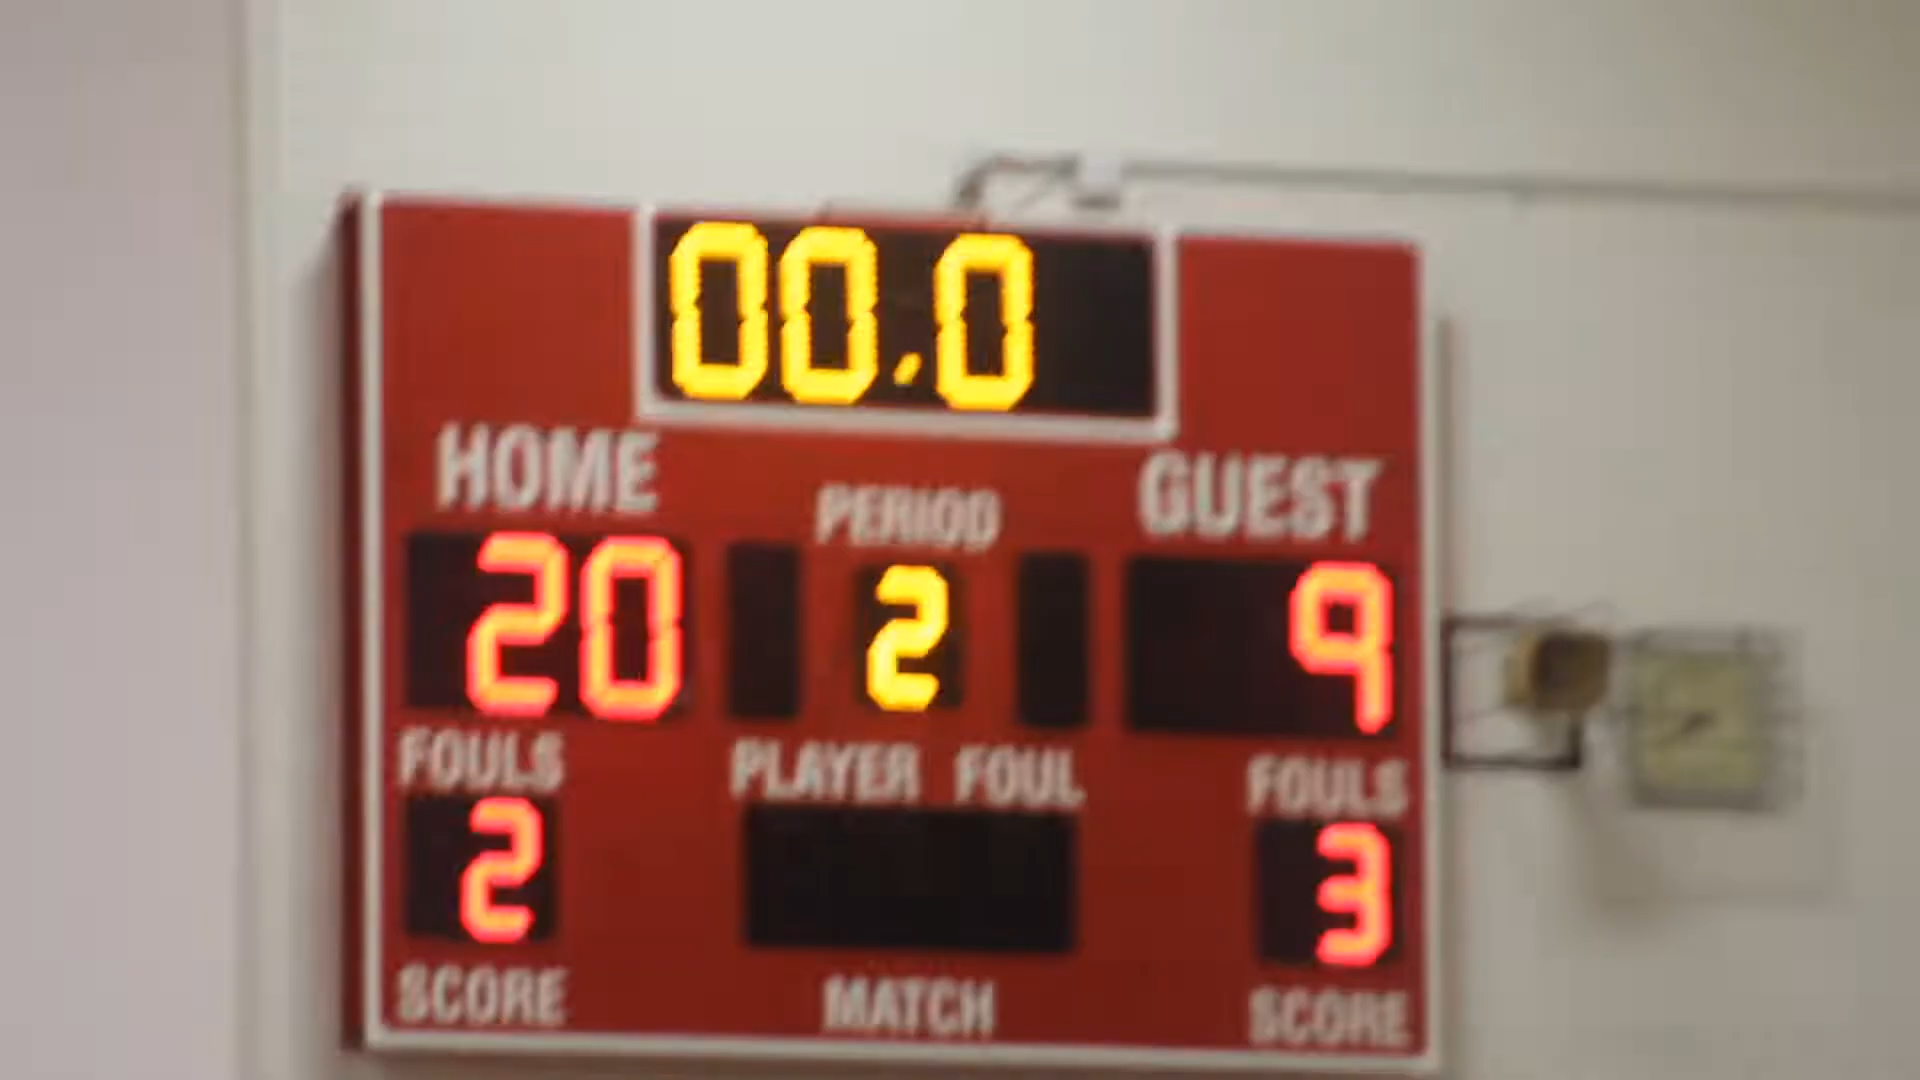 00.0
HOME PERIOD GUEST
20 2 9
FOULS PLAYER FOUL FOULS
2 3
SCORE MATCH SCORE